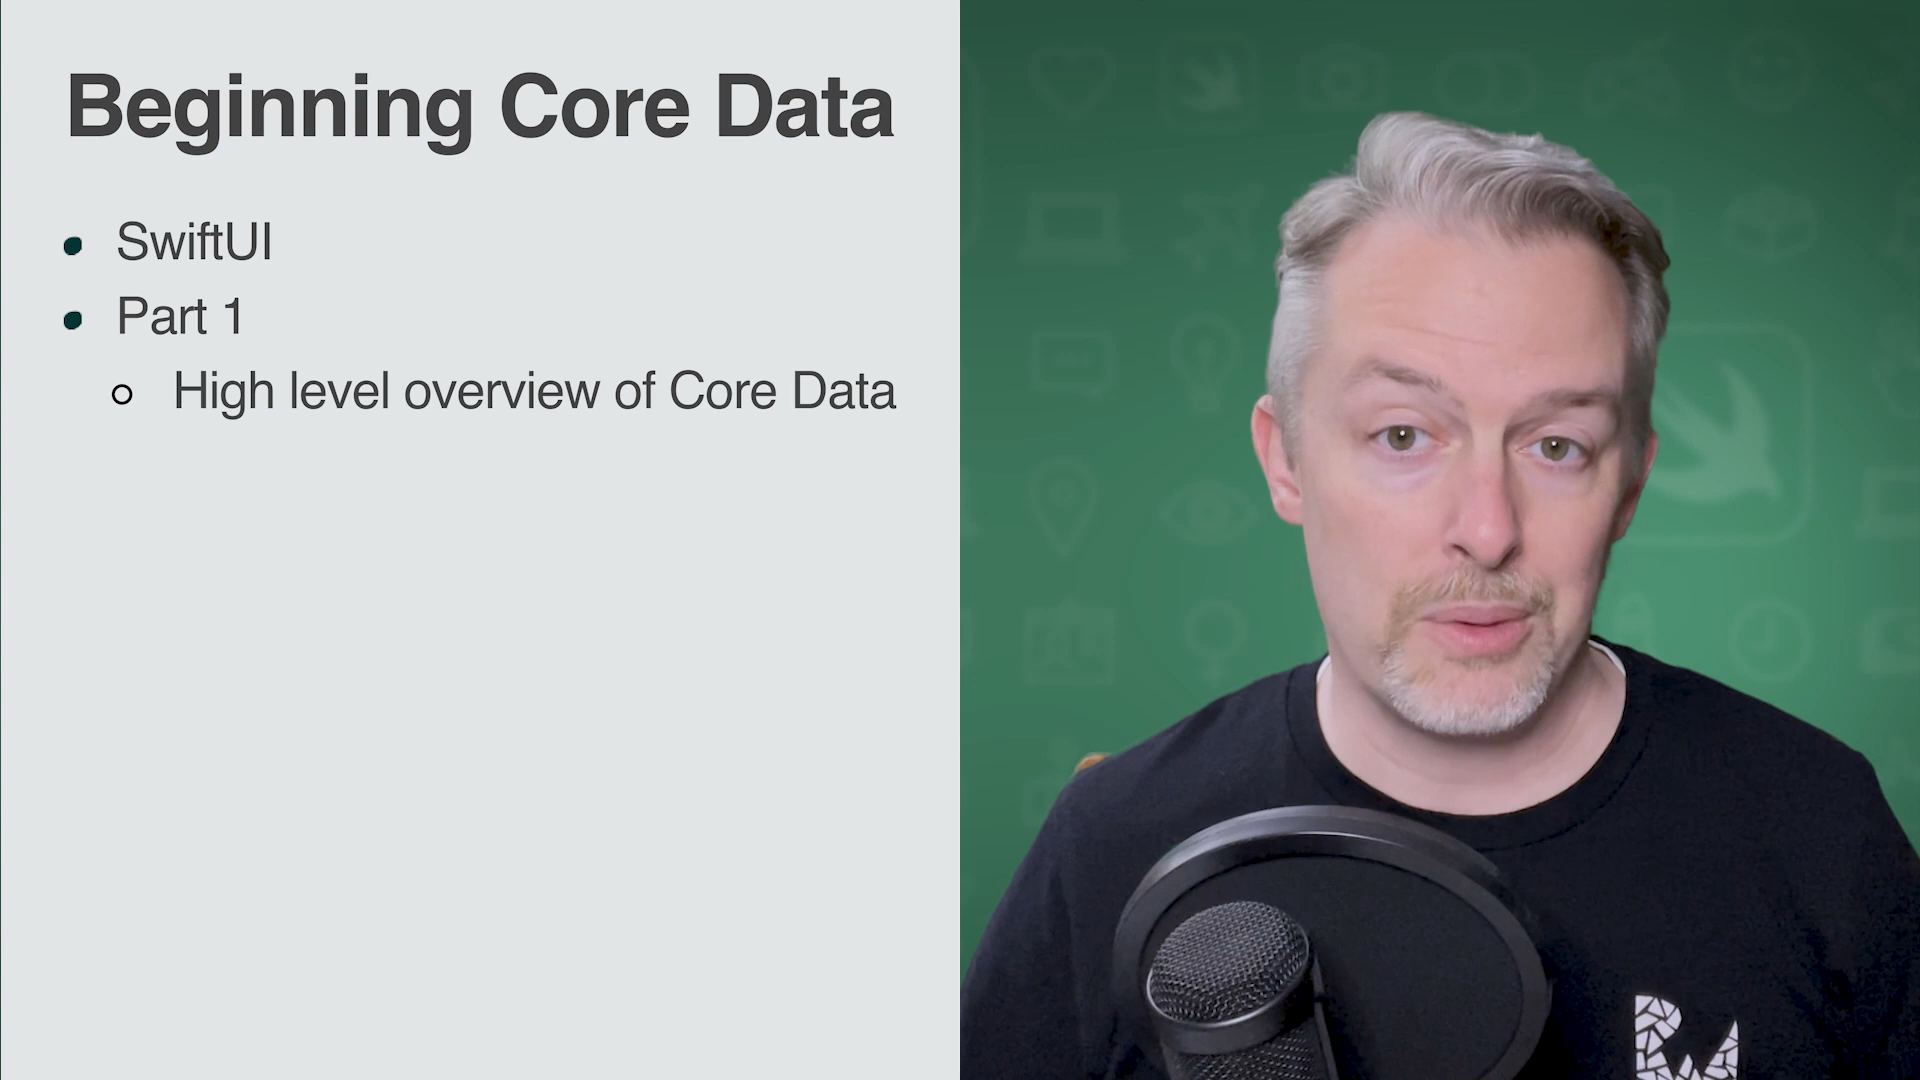 Beginning Core Data
SwiftUI
Part 1
High level overview of Core Data